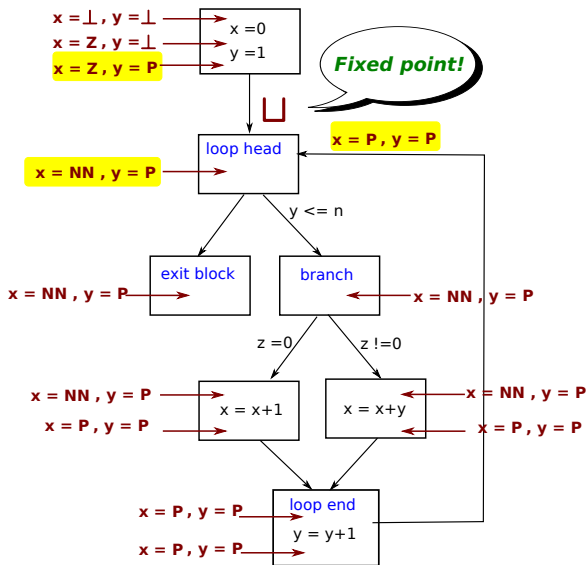 x = ⊥ , y = ⊥
x =0
x = Z, y = ⊥
y =1
x = Z, y = P
Fixed point!
⊔
x = P, y = P
loop head
x = NN , y = P
y <= n
exit block
branch
x = NN , y = P
x = NN , y = P
z =0
z !=0
x = NN , y = P
x = NN , y = P
x = x+1
x = x+y
x = P , y = P
x = P , y = P
loop end
x = P , y = P
y = y+1
x = P , y = P